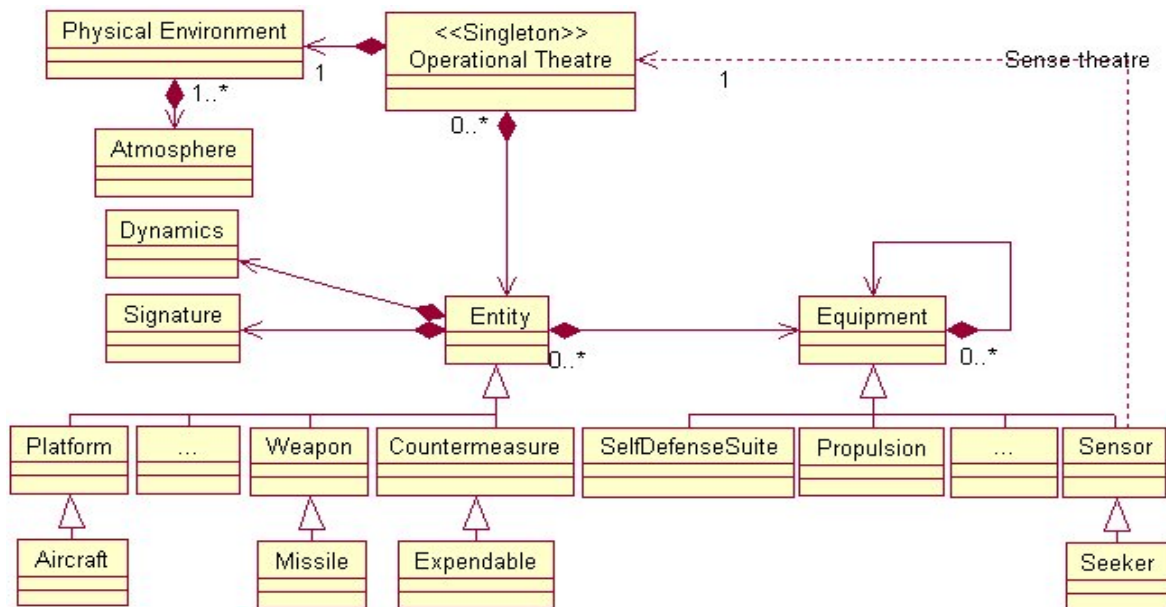 Physical Environment
<<Singleton>>
Operational Theatre
1
1
Sense theatre
1..*
0..*
Atmosphere
Dynamics
Signature
Entity
Equipment
0..*
0..*
Platform
...
Weapon
Countermeasure
SelfDefenseSuite
Propulsion
...
Sensor
Aircraft
Missile
Expendable
Seeker